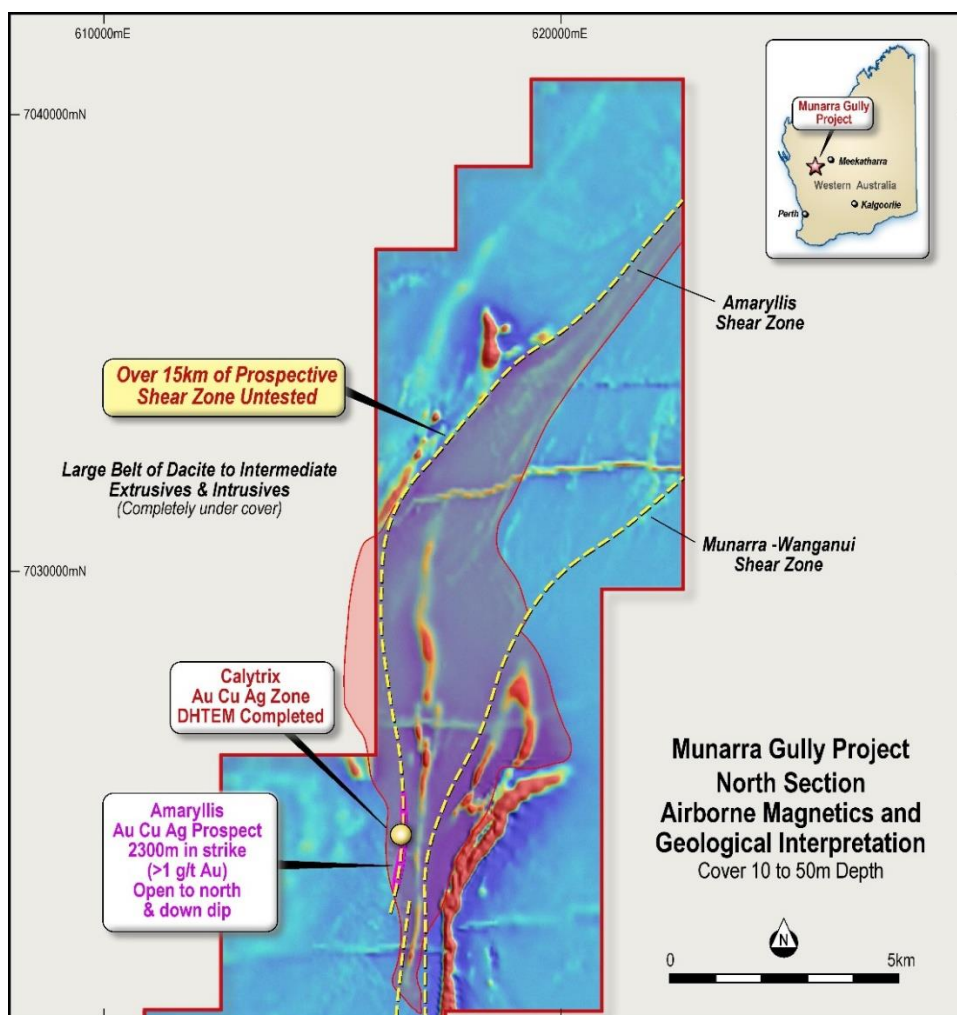 610000mE
620000mE
7040000mN
Munarra Gully
Project
Meekatharra
Western Australia
Kalgoorlie
Perth
Amaryllis
Shear Zone
Over 15km of Prospective
Shear Zone Untested
Large Belt of Dacite to Intermediate
Extrusives & Intrusives
(Completely under cover)
Munarra -Wanganui
Shear Zone
7030000mN
Calytrix
Au Cu Ag Zone
DHTEM Completed
Amaryllis
Au Cu Ag Prospect
2300m in strike
(>1 g/t Au)
Open to north
& down dip
Munarra Gully Project
North Section
Airborne Magnetics and
Geological Interpretation
Cover 10 to 50m Depth
N
0
5km